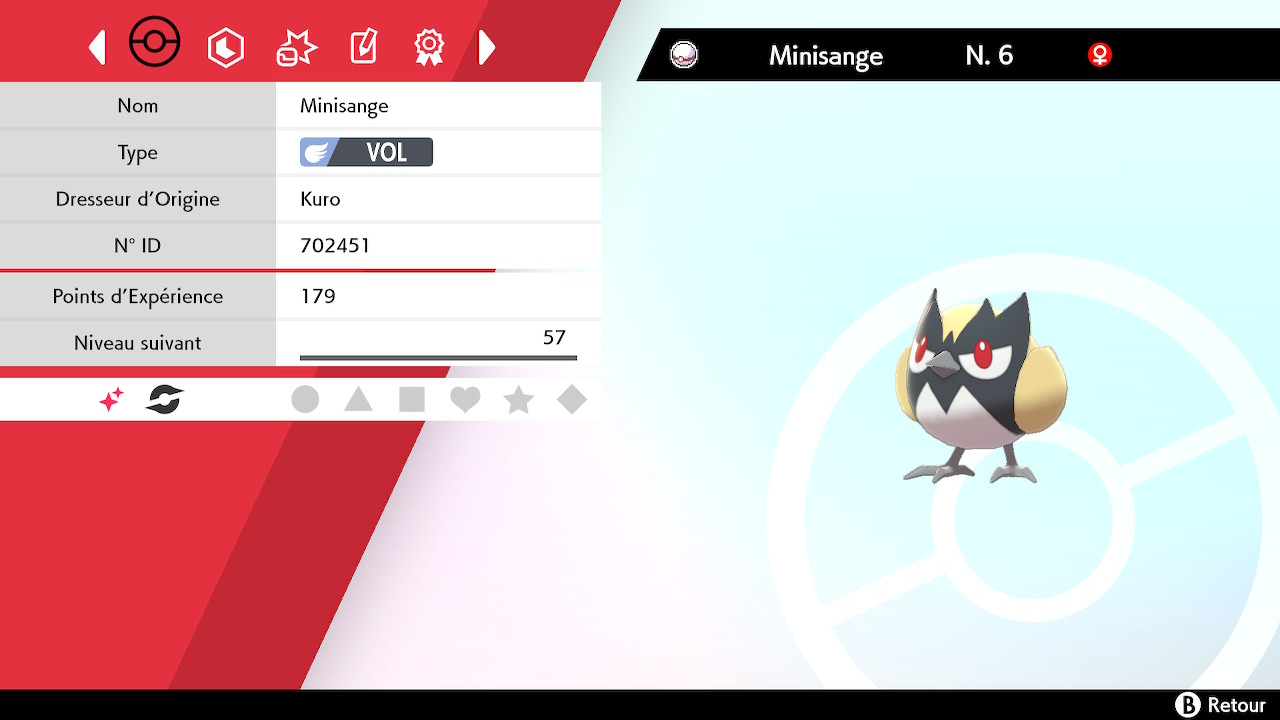 Minisange N. 6
Nom Minisange
Type VOL
Dresseur d'Origine Kuro
N° ID 702451
Points d'Expérience 179
Niveau suivant 57
B Retour